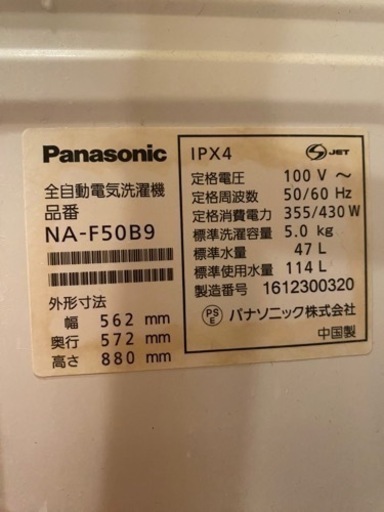 Panasonic
全自動電気洗濯機
品番
NA-F50B9
外形寸法
幅 562 mm
奥行 572 mm
高さ 880 mm
IPX4
S JET
定格電圧 100 V ～
定格周波数 50/60 Hz
定格消費電力 355/430 W
標準洗濯容量 5.0 kg
標準水量 47 L
標準使用水量 114 L
製造番号 1612300320
PS E パナソニック株式会社
中国製